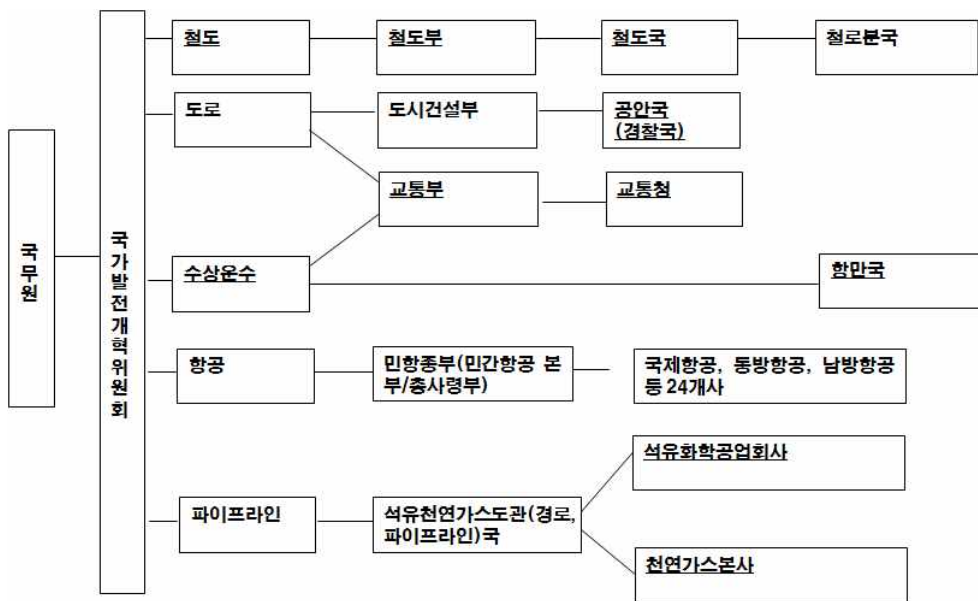 국무원
국가발전개혁위원회
철도
철도부
철도국
철로분국
도로
도시건설부
공안국
(경찰국)
교통부
교통청
수상운수
항만국
항공
민항종부(민간항공 본
부/총사령부)
국제항공, 동방항공, 남방항공
등 24개사
석유화학공업회사
파이프라인
석유천연가스도관(경로,
파이프라인)국
천연가스본사